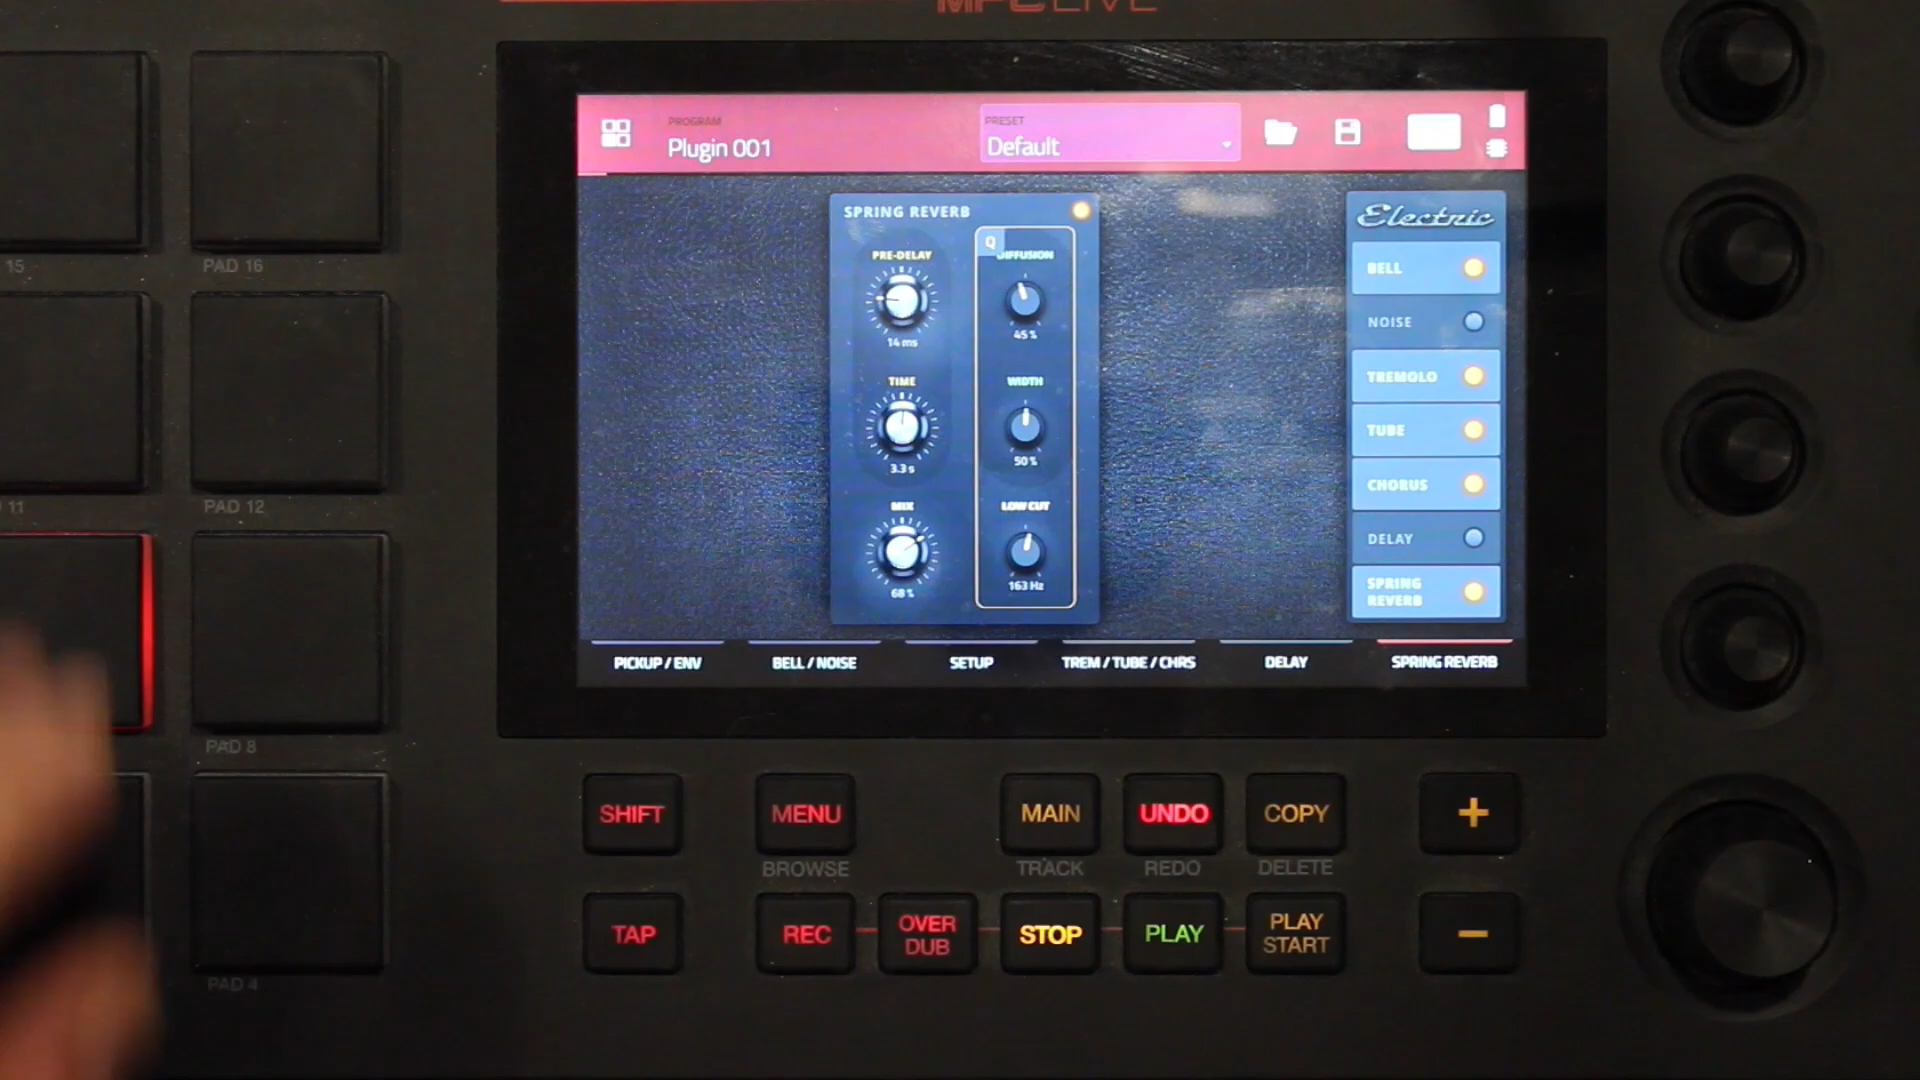 MPC LIVE
PROGRAM
Plugin 001
PRESET
Default
SPRING REVERB
Q
PRE-DELAY
DIFFUSION
14 ms
45 %
TIME
WIDTH
3.3 s
50 %
MIX
LOW CUT
68 %
163 Hz
Electric
BELL
NOISE
TREMOLO
TUBE
CHORUS
DELAY
SPRING
REVERB
PICKUP / ENV
BELL / NOISE
SETUP
TREM / TUBE / CHRS
DELAY
SPRING REVERB
15
PAD 16
11
PAD 12
PAD 8
PAD 4
SHIFT
MENU
MAIN
UNDO
COPY
+
BROWSE
TRACK
REDO
DELETE
TAP
REC
OVER
DUB
STOP
PLAY
PLAY
START
−